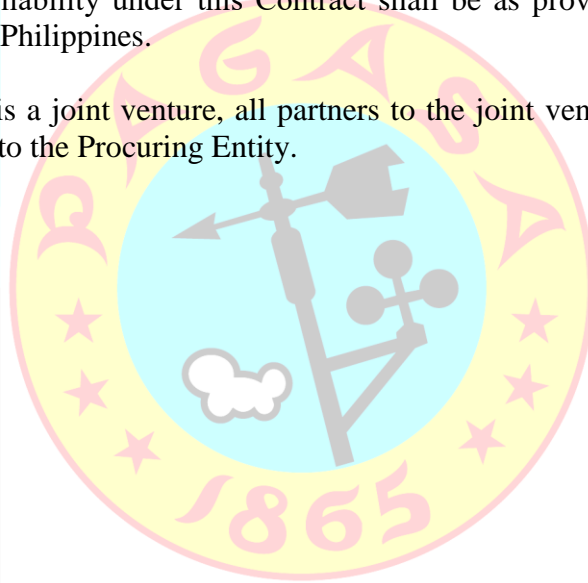 under this Contract shall be as prov
Philippines.
is a joint venture, all partners to the joint ven
to the Procuring Entity.
PAGASA
1865